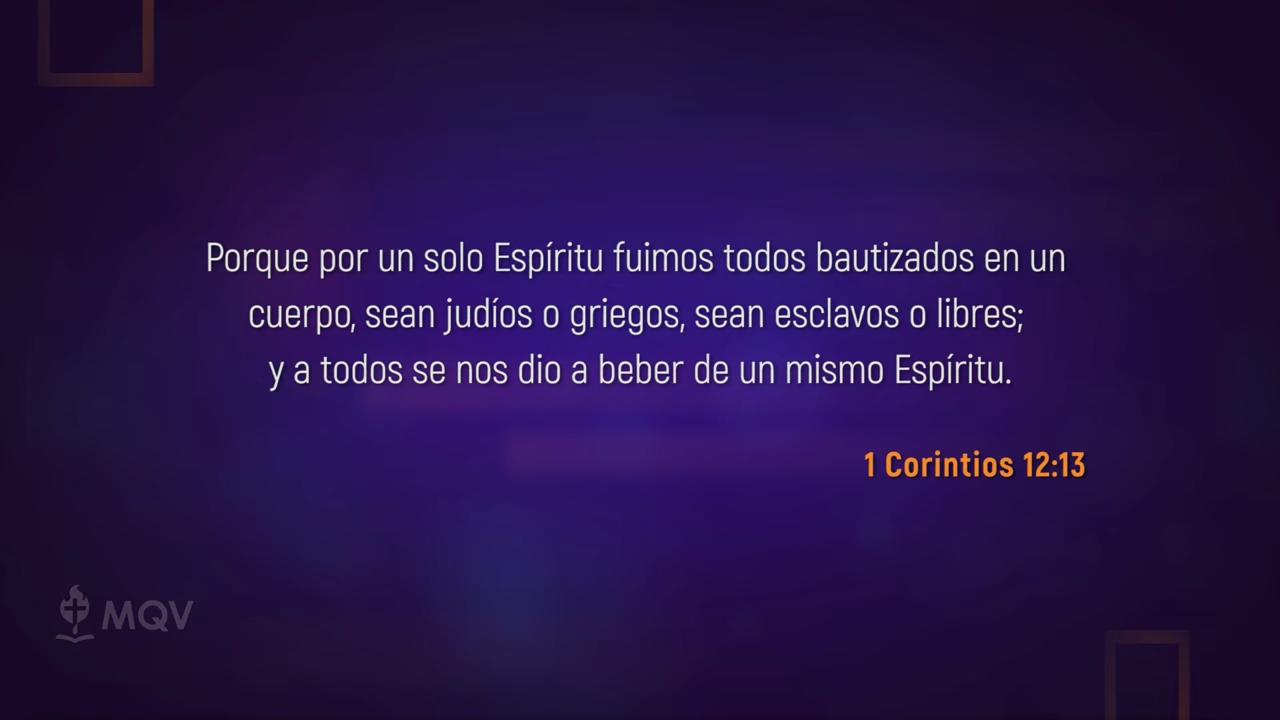 Porque por un solo Espíritu fuimos todos bautizados en un
cuerpo, sean judíos o griegos, sean esclavos o libres;
y a todos se nos dio a beber de un mismo Espíritu.
1 Corintios 12:13
MQV